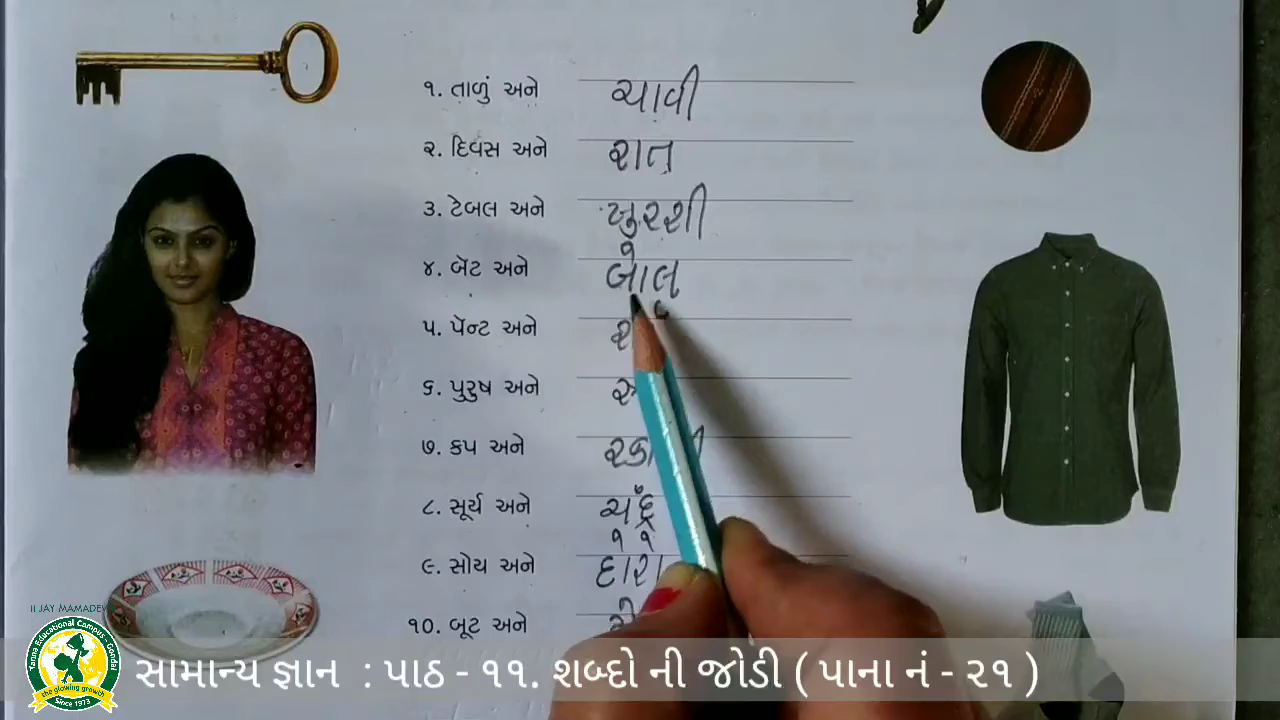 ૧. તાળું અને ચાવી
૨. દિવસ અને રાત
૩. ટેબલ અને ખુરશી
૪. બૅટ અને બોલ
૫. પૅન્ટ અને
૬. પુરુષ અને
૭. કપ અને
૮. સૂર્ય અને ચંદ્ર
૯. સોય અને
૧૦. બૂટ અને
II JAY MAMADEV
Tanna Educational Campus - Gondal
the glowing growth
Since 1973
સામાન્ય જ્ઞાન : પાઠ - ૧૧. શબ્દો ની જોડી ( પાના નં - ૨૧ )